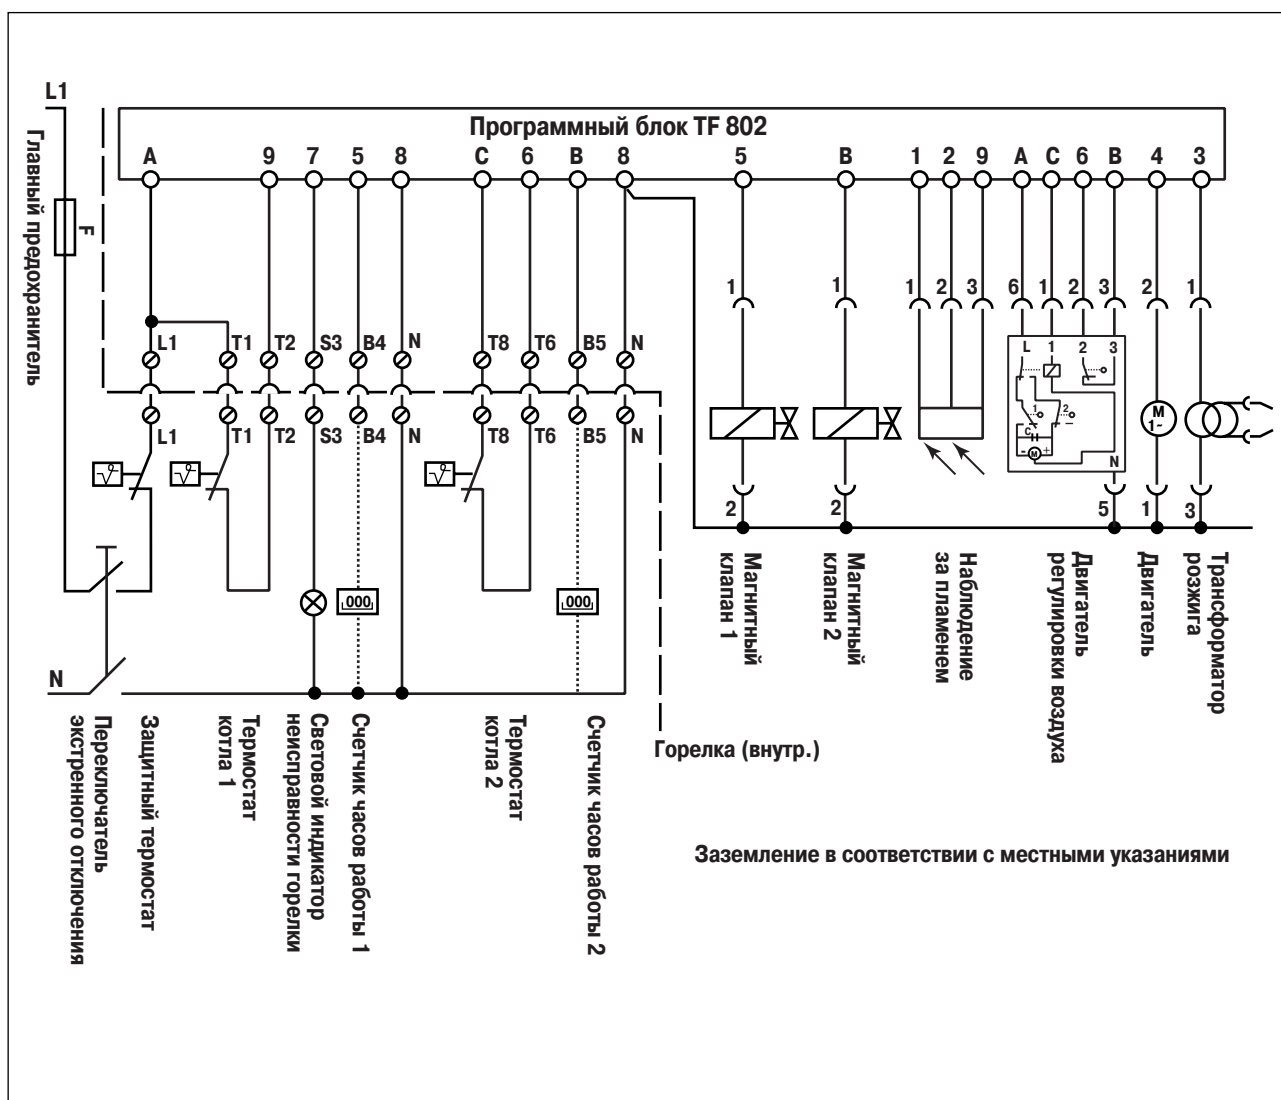 L1
Программный блок TF 802
A 9 7 5 8 C 6 B 8 5 B 1 2 9 A C 6 B 4 3
Главный предохранитель
F
1 1 1 2 3 6 1 2 3 2 1
L1 T1 T2 S3 B4 N T8 T6 B5 N
L 1 2 3
L1 T1 T2 S3 B4 N T8 T6 B5 N
1 2
C
- M +
N
M
1~
2 2 5 1 3
000 000
N
Переключатель
экстренного отключения
Защитный термостат
Термостат
котла 1
Световой индикатор
неисправности горелки
Счетчик часов работы 1
Термостат
котла 2
Счетчик часов работы 2
Горелка (внутр.)
Магнитный
клапан 1
Магнитный
клапан 2
Наблюдение
за пламенем
Двигатель
регулировки воздуха
Двигатель
Трансформатор
розжига
Заземление в соответствии с местными указаниями